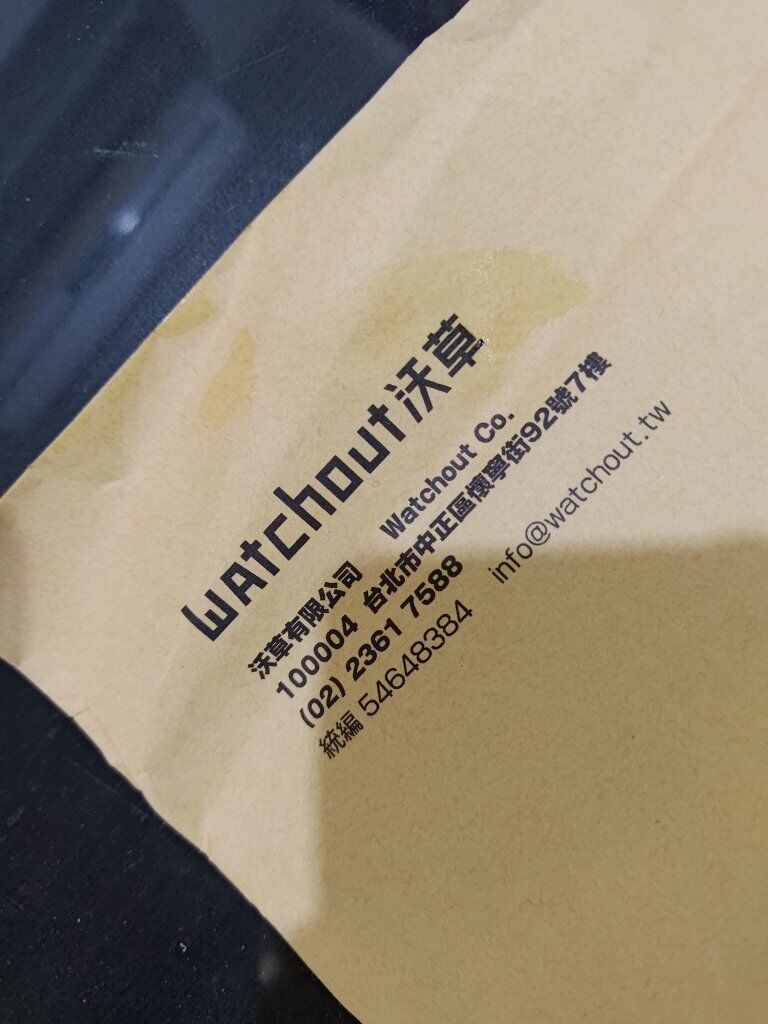 watchout沃草
沃草有限公司 Watchout Co.
100004 台北市中正區懷寧街92號7樓
(02) 2361 7588
統編 54648384 info@watchout.tw